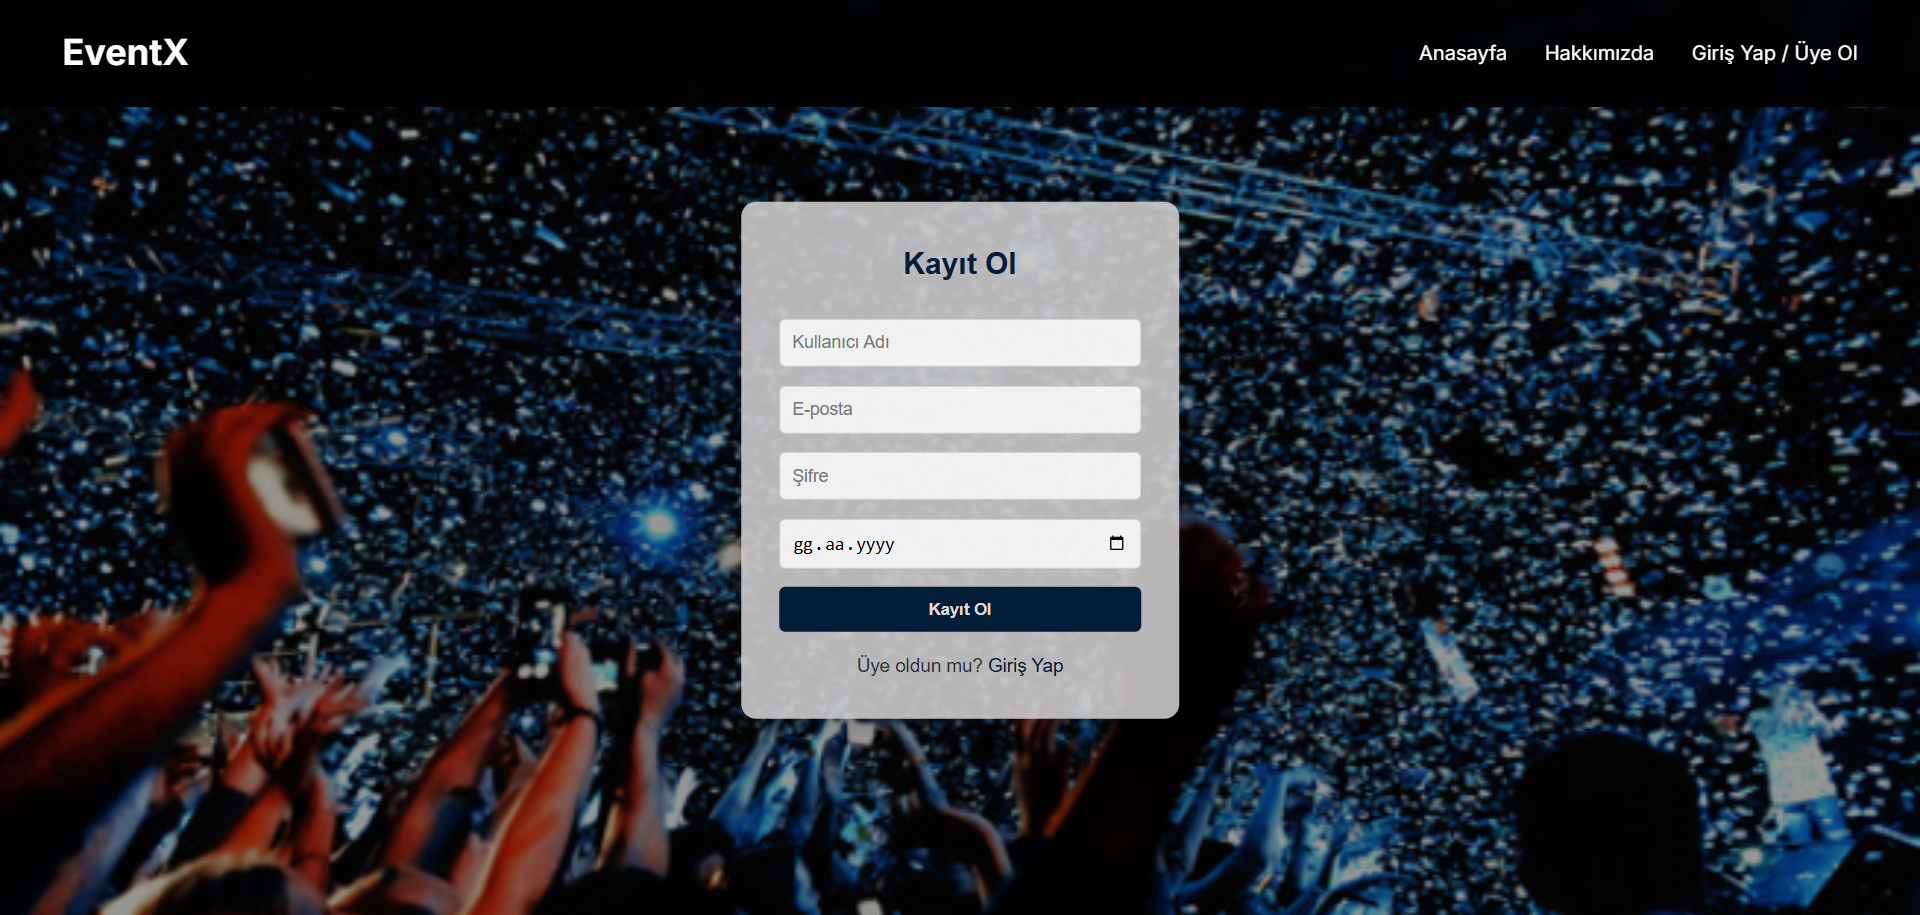 EventX
Anasayfa
Hakkımızda
Giriş Yap / Üye Ol
Kayıt Ol
Kullanıcı Adı
E-posta
Şifre
gg.aa.yyyy
Kayıt Ol
Üye oldun mu? Giriş Yap